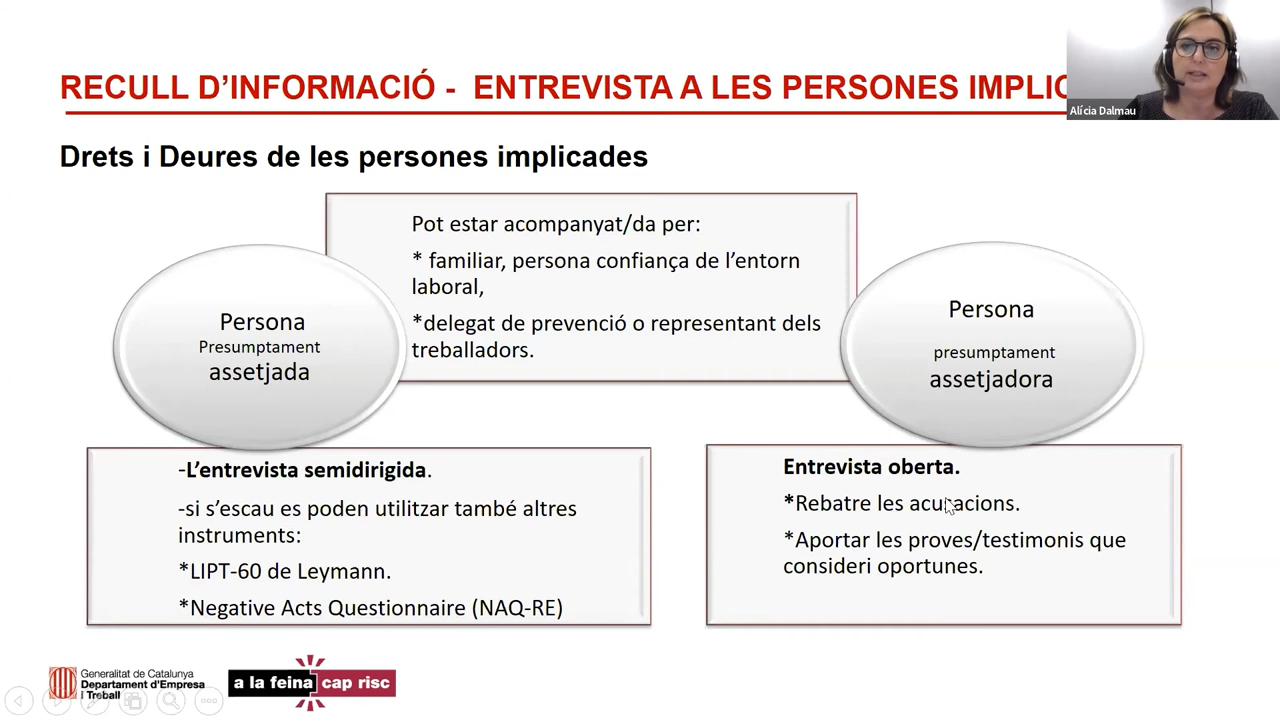 RECULL D’INFORMACIÓ -  ENTREVISTA A LES PERSONES
Alícia Dalmau
Drets i Deures de les persones implicades
Pot estar acompanyat/da per:
* familiar, persona confiança de l’entorn
laboral,
*delegat de prevenció o representant dels
treballadors.
Persona
Presumptament
assetjada
Persona
presumptament
assetjadora
-L’entrevista semidirigida.
-si s’escau es poden utilitzar també altres
instruments:
*LIPT-60 de Leymann.
*Negative Acts Questionnaire (NAQ-RE)
Entrevista oberta.
*Rebatre les acusacions.
*Aportar les proves/testimonis que
consideri oportunes.
Generalitat de Catalunya
Departament d’Empresa
i Treball
a la feina cap risc